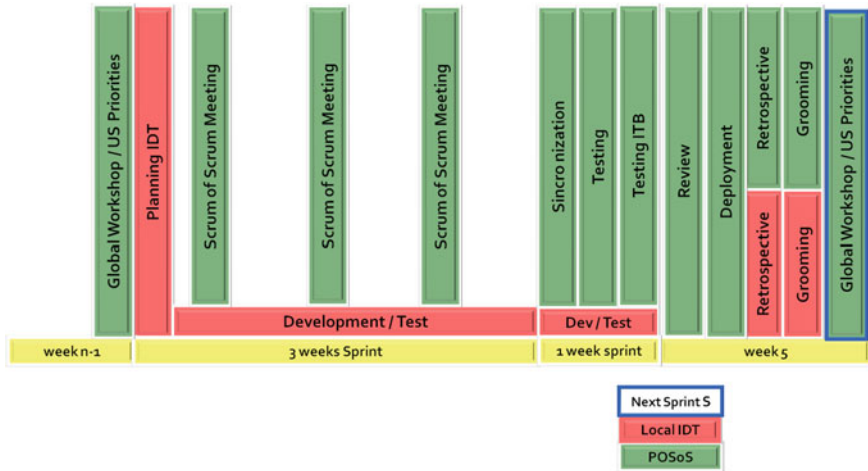 Global Workshop / US Priorities
Planning IDT
Scrum of Scrum Meeting
Scrum of Scrum Meeting
Scrum of Scrum Meeting
Sincro nization
Testing
Testing ITB
Review
Deployment
Retrospective
Grooming
Retrospective
Grooming
Global Workshop / US Priorities
Development / Test
Dev / Test
week n-1
3 weeks Sprint
1 week sprint
week 5
Next Sprint S
Local IDT
POSoS